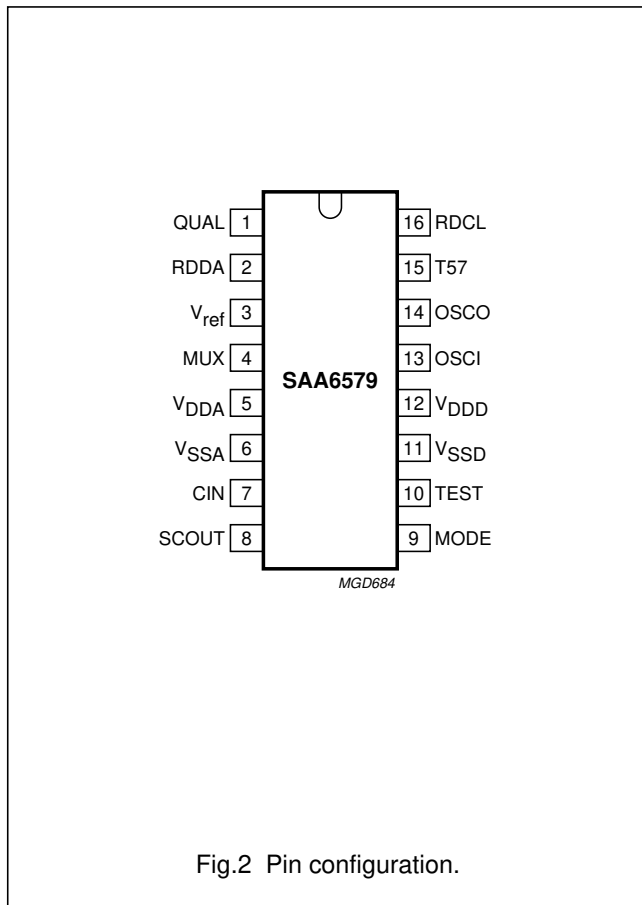 QUAL 1 16 RDCL
RDDA 2 15 T57
Vref 3 14 OSCO
MUX 4 13 OSCI
SAA6579
VDDA 5 12 VDDD
VSSA 6 11 VSSD
CIN 7 10 TEST
SCOUT 8 9 MODE
MGD684
Fig.2 Pin configuration.